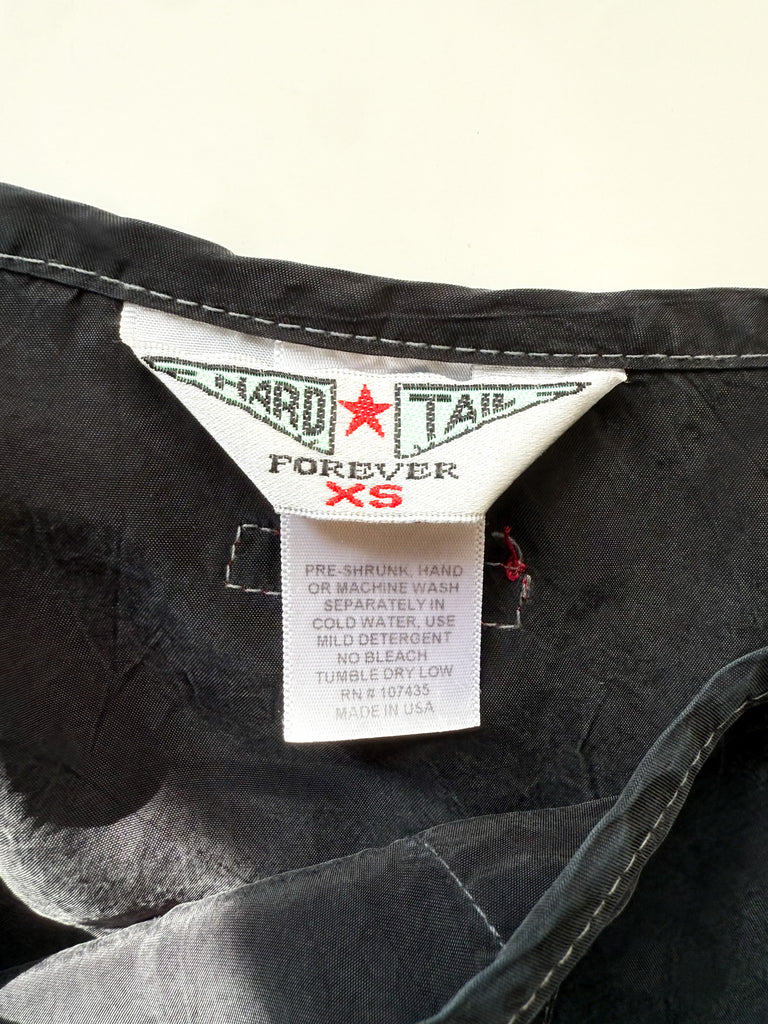 HARD ★ TAIL
FOREVER
XS
PRE-SHRUNK, HAND
OR MACHINE WASH
SEPARATELY IN
COLD WATER, USE
MILD DETERGENT
NO BLEACH
TUMBLE DRY LOW
RN # 107435
MADE IN USA